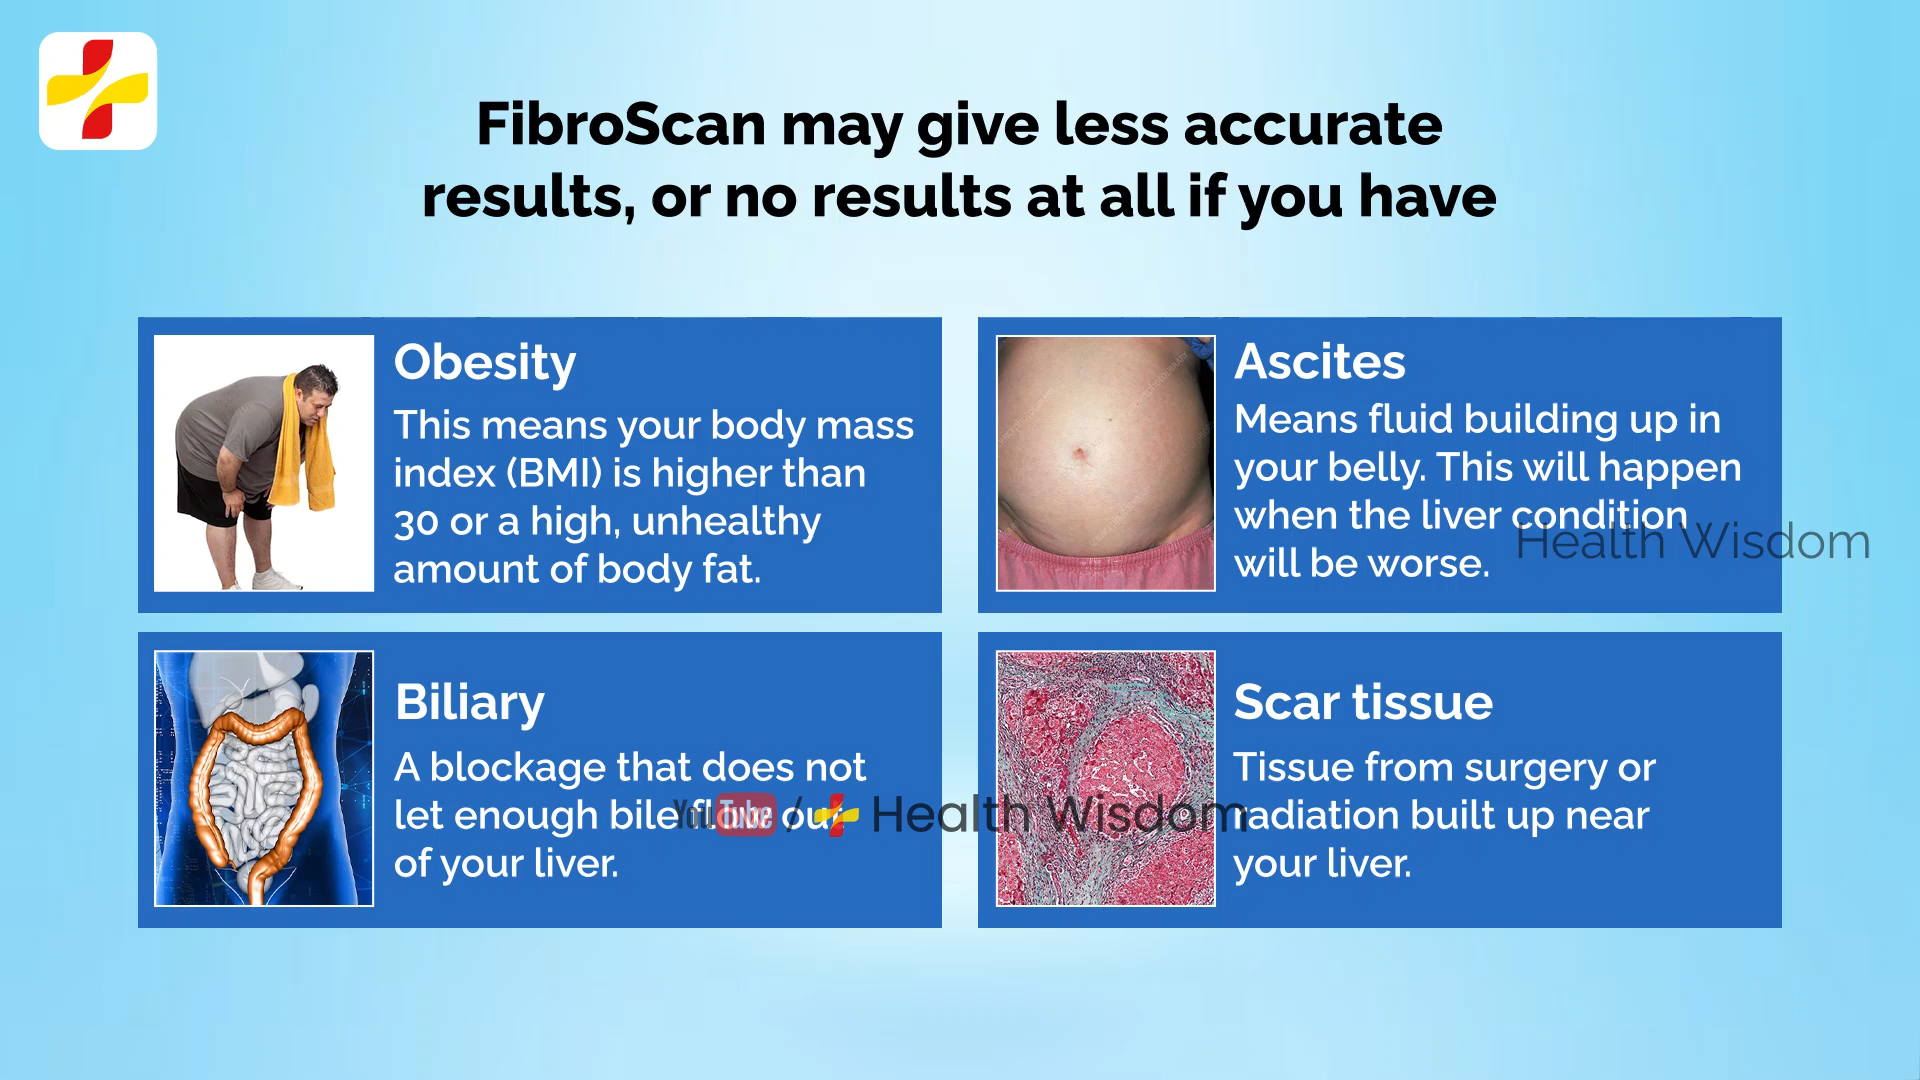 FibroScan may give less accurate
results, or no results at all if you have
Obesity
This means your body mass
index (BMI) is higher than
30 or a high, unhealthy
amount of body fat.
Ascites
Means fluid building up in
your belly. This will happen
when the liver condition
will be worse.
Health Wisdom
Biliary
A blockage that does not
let enough bile flow out
of your liver.
YouTube / Health Wisdom
Scar tissue
Tissue from surgery or
radiation built up near
your liver.